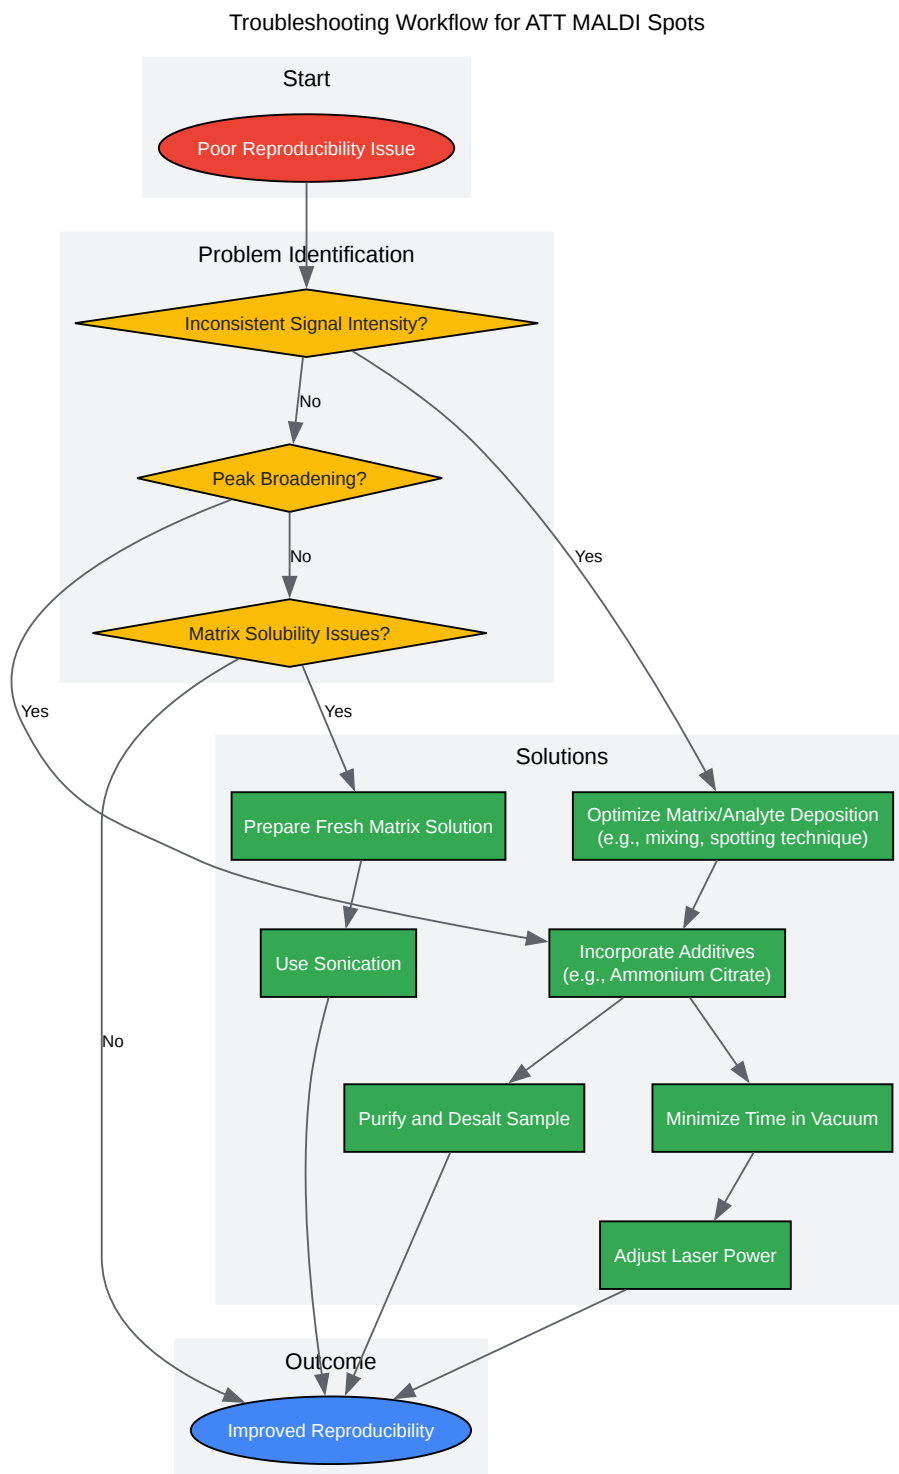 Troubleshooting Workflow for ATT MALDI Spots
Start
Poor Reproducibility Issue
Problem Identification
Inconsistent Signal Intensity?
No
Peak Broadening?
No
Yes
Matrix Solubility Issues?
Yes
Yes
Solutions
Prepare Fresh Matrix Solution
Optimize Matrix/Analyte Deposition
(e.g., mixing, spotting technique)
Use Sonication
Incorporate Additives
(e.g., Ammonium Citrate)
No
Purify and Desalt Sample
Minimize Time in Vacuum
Adjust Laser Power
Outcome
Improved Reproducibility